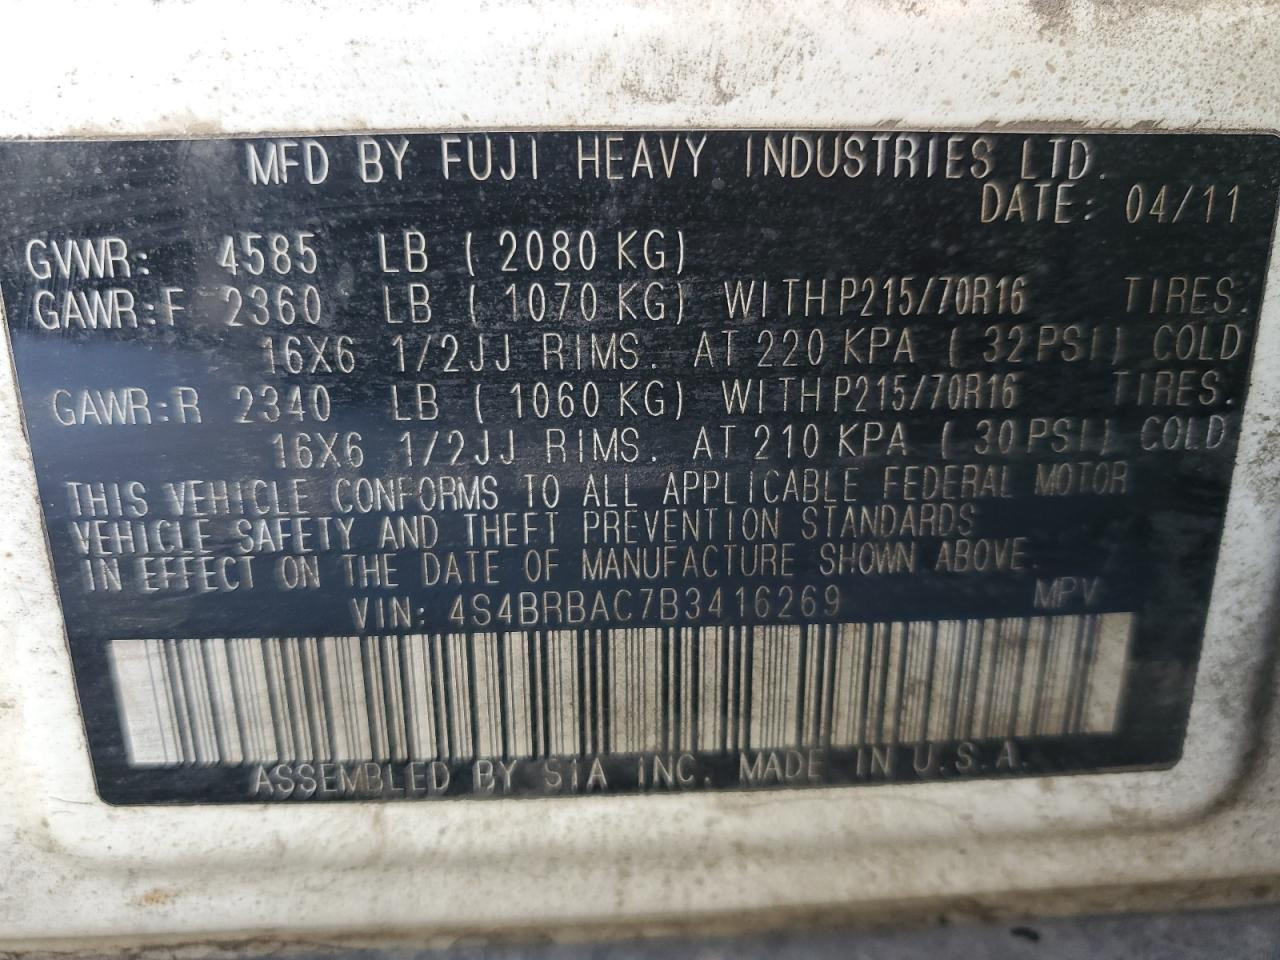 MFD BY FUJI HEAVY INDUSTRIES LTD.
DATE: 04/11
GVWR: 4585 LB ( 2080 KG)
GAWR:F 2360 LB ( 1070 KG) WITH P215/70R16 TIRES.
16X6 1/2JJ RIMS. AT 220 KPA ( 32 PSI) COLD
GAWR:R 2340 LB ( 1060 KG) WITH P215/70R16 TIRES.
16X6 1/2JJ RIMS. AT 210 KPA ( 30 PSI) COLD
THIS VEHICLE CONFORMS TO ALL APPLICABLE FEDERAL MOTOR
VEHICLE SAFETY AND THEFT PREVENTION STANDARDS
IN EFFECT ON THE DATE OF MANUFACTURE SHOWN ABOVE.
VIN: 4S4BRBAC7B3416269 MPV
ASSEMBLED BY SIA INC. MADE IN U.S.A.